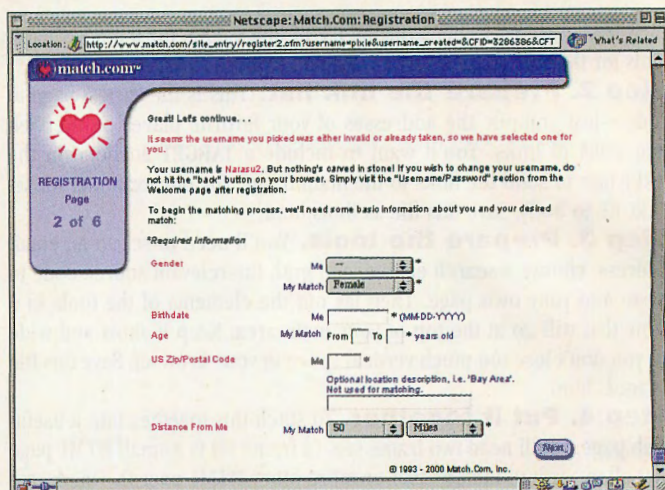 Netscape: Match.Com: Registration
Location: http://www.match.com/site_entry/register2.cfm?username=pixie&username_created=&CFID=3286386&CFT What's Related
match.com
REGISTRATION
Page
2 of 6
Great! Let's continue...
It seems the username you picked was either invalid or already taken, so we have selected one for
you.
Your username is Narasu2. But nothing's carved in stone! If you wish to change your username, do
not hit the "back" button on your browser. Simply visit the "Username/Password" section from the
Welcome page after registration.
To begin the matching process, we'll need some basic information about you and your desired
match:
*Required information
Gender Me -- *
My Match Female *
Birthdate Me * (MM-DD-YYYY)
Age My Match From To * years old
US Zip/Postal Code Me *
Optional location description, i.e. 'Bay Area'.
Not used for matching.
Distance From Me My Match 50 Miles *
Next
© 1993 - 2000 Match.Com, Inc.